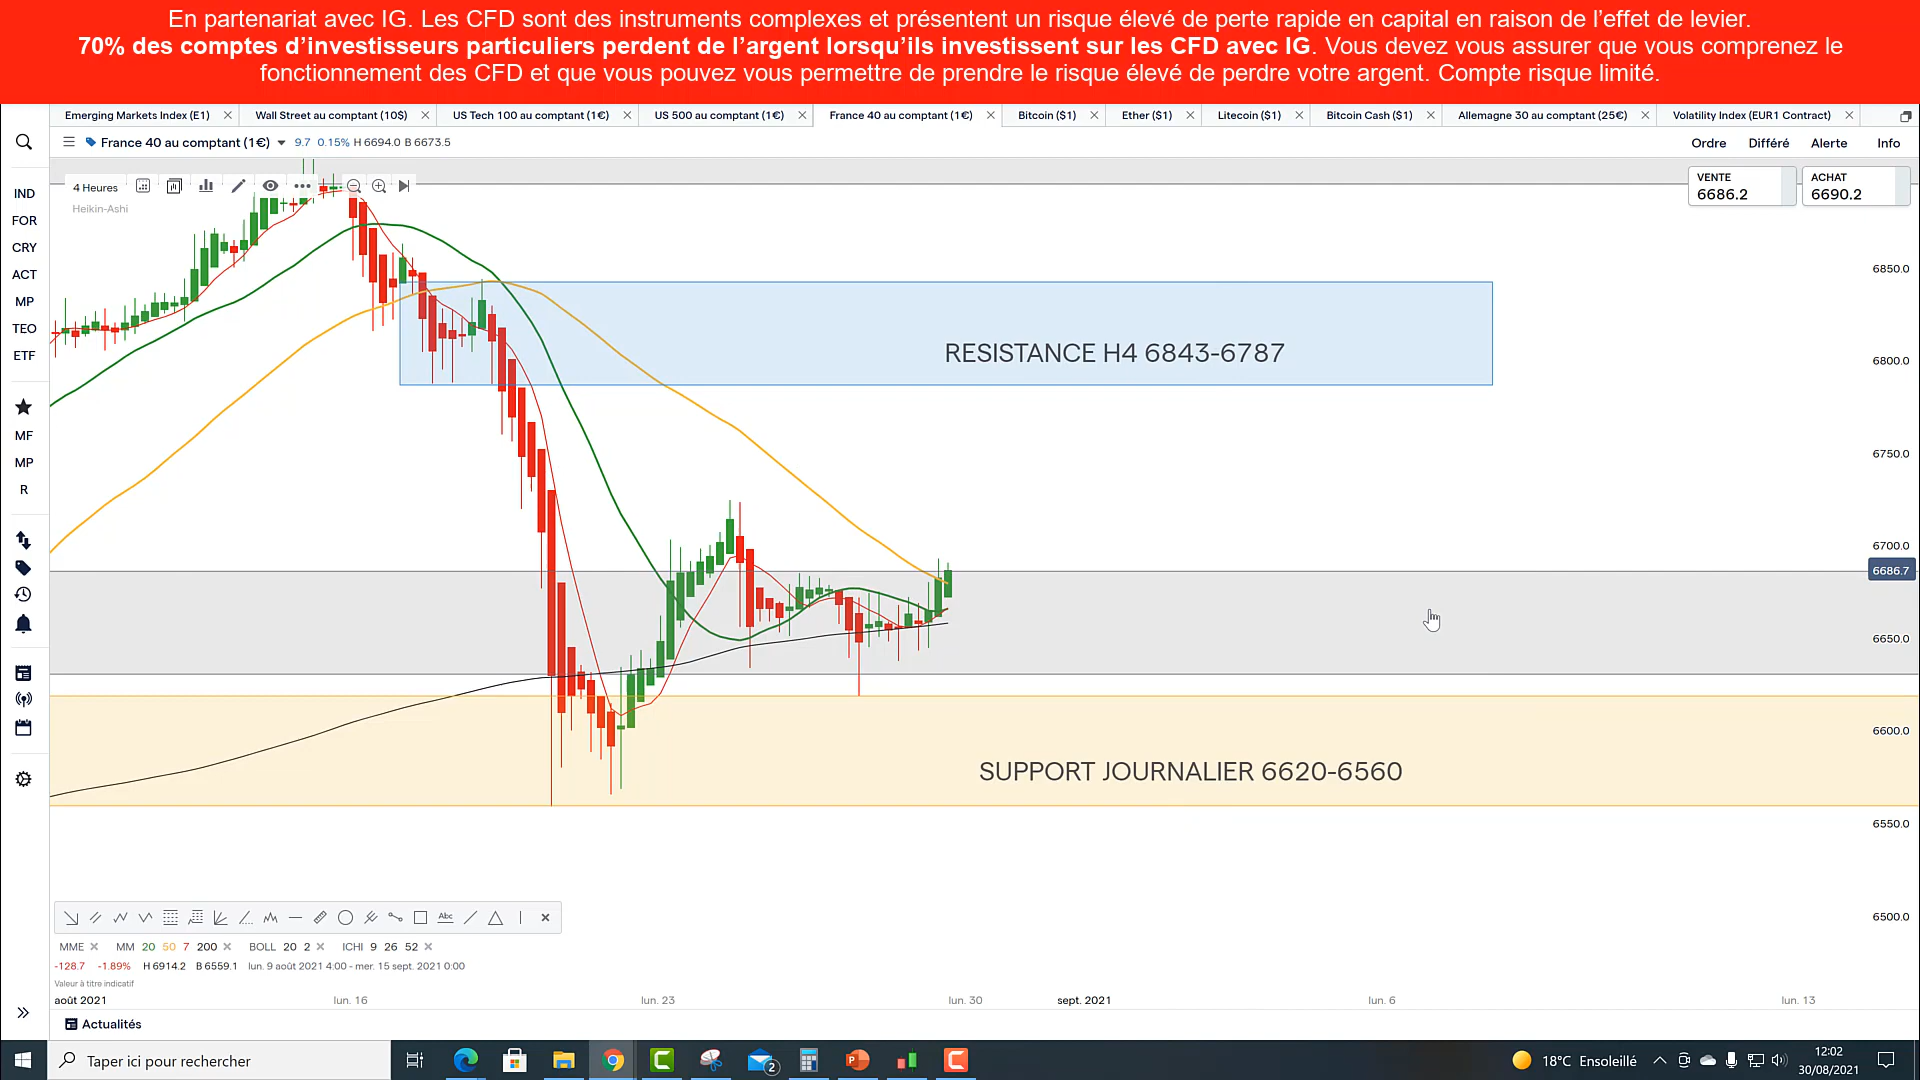 En partenariat avec IG. Les CFD sont des instruments complexes et présentent un risque élevé de perte rapide en capital en raison de l’effet de levier.
70% des comptes d’investisseurs particuliers perdent de l’argent lorsqu’ils investissent sur les CFD avec IG. Vous devez vous assurer que vous comprenez le
fonctionnement des CFD et que vous pouvez vous permettre de prendre le risque élevé de perdre votre argent. Compte risque limité.
Emerging Markets Index (E1) Wall Street au comptant (10$) US Tech 100 au comptant (1€) US 500 au comptant (1€) France 40 au comptant (1€) Bitcoin ($1) Ether ($1) Litecoin ($1) Bitcoin Cash ($1) Allemagne 30 au comptant (25€) Volatility Index (EUR1 Contract)
France 40 au comptant (1€) 9.7 0.15% H 6694.0 B 6673.5 Ordre Différé Alerte Info
4 Heures
Heikin-Ashi
VENTE
6686.2
ACHAT
6690.2
IND
FOR
CRY
ACT
MP
TEO
ETF
MF
MP
R
RESISTANCE H4 6843-6787
SUPPORT JOURNALIER 6620-6560
6850.0
6800.0
6750.0
6700.0
6686.7
6650.0
6600.0
6550.0
6500.0
Abc
MME MM 20 50 7 200 BOLL 20 2 ICHI 9 26 52
-128.7 -1.89% H 6914.2 B 6559.1 lun. 9 août 2021 4:00 - mer. 15 sept. 2021 0:00
Valeur à titre indicatif
août 2021 lun. 16 lun. 23 lun. 30 sept. 2021 lun. 6 lun. 13
Actualités
Taper ici pour rechercher
2
18°C Ensoleillé
12:02
30/08/2021